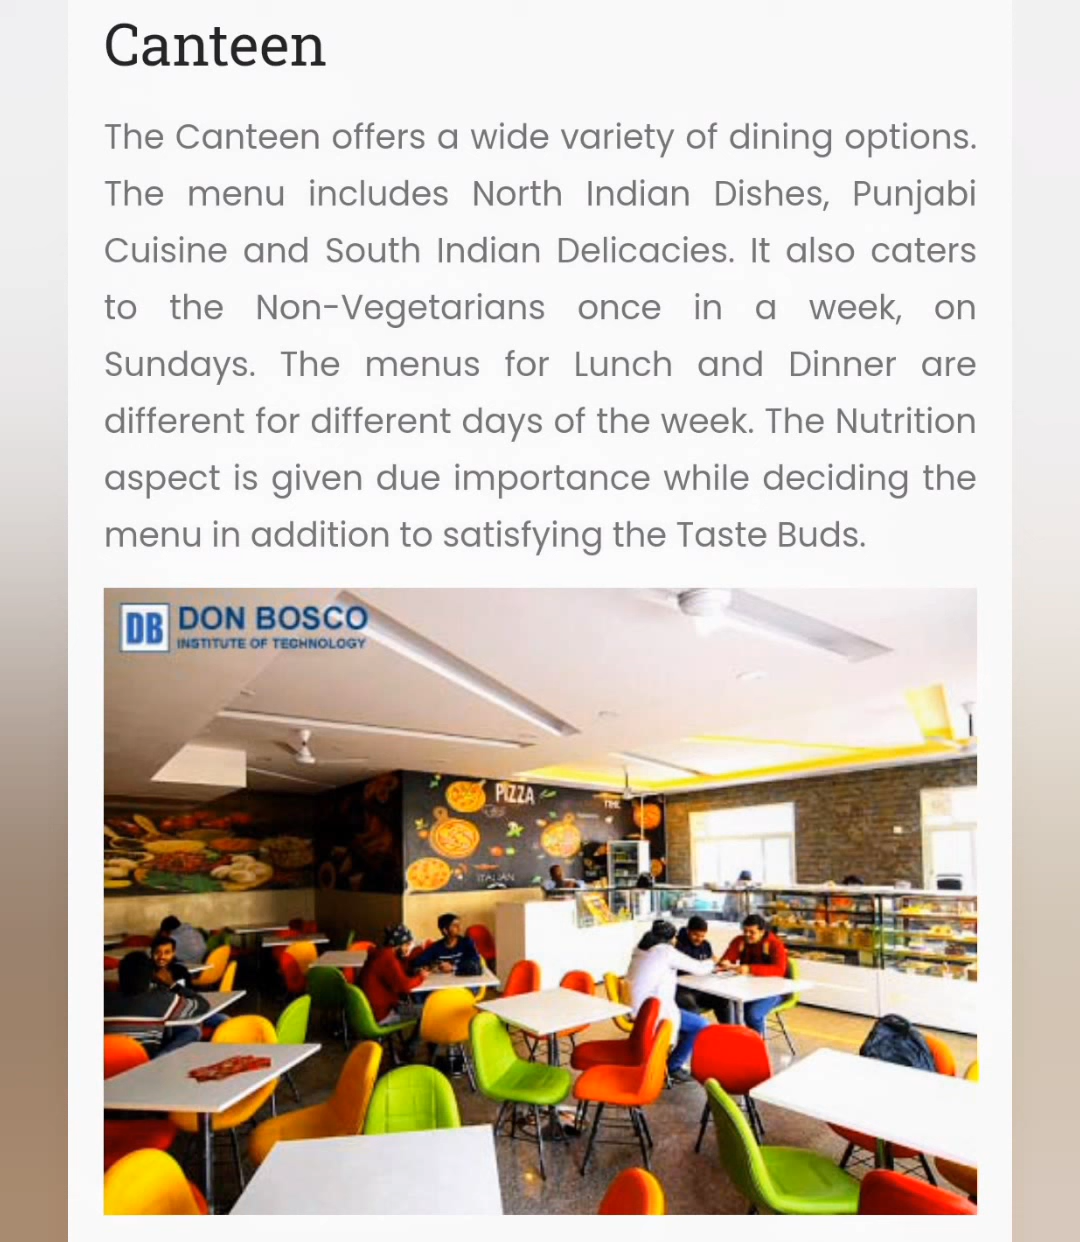 Canteen
The Canteen offers a wide variety of dining options.
The menu includes North Indian Dishes, Punjabi
Cuisine and South Indian Delicacies. It also caters
to the Non-Vegetarians once in a week, on
Sundays. The menus for Lunch and Dinner are
different for different days of the week. The Nutrition
aspect is given due importance while deciding the
menu in addition to satisfying the Taste Buds.
DB DON BOSCO
INSTITUTE OF TECHNOLOGY
PIZZA
ITALIAN